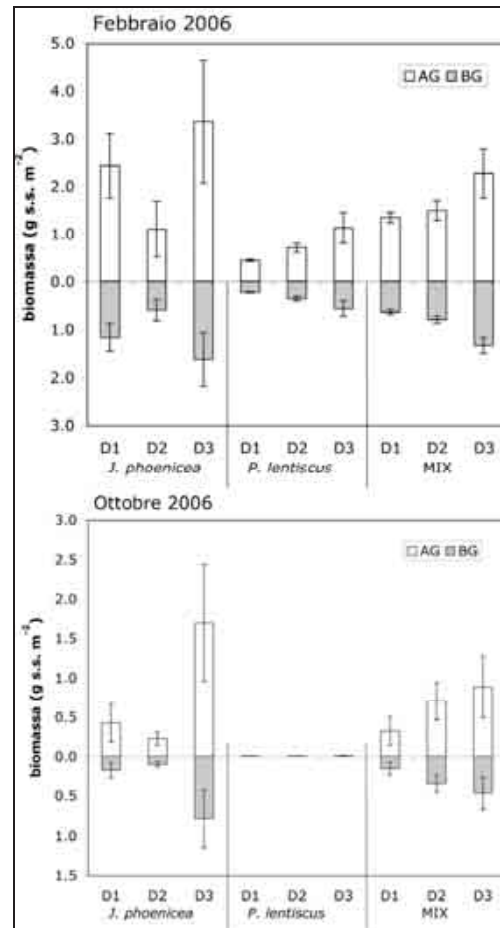 Febbraio 2006
AG BG
biomassa (g s.s. m⁻²)
5.0
4.0
3.0
2.0
1.0
0.0
1.0
2.0
3.0
D1 D2 D3 D1 D2 D3 D1 D2 D3
J. phoenicea P. lentiscus MIX
Ottobre 2006
AG BG
biomassa (g s.s. m⁻²)
3.0
2.5
2.0
1.5
1.0
0.5
0.0
0.5
1.0
1.5
D1 D2 D3 D1 D2 D3 D1 D2 D3
J. phoenicea P. lentiscus MIX